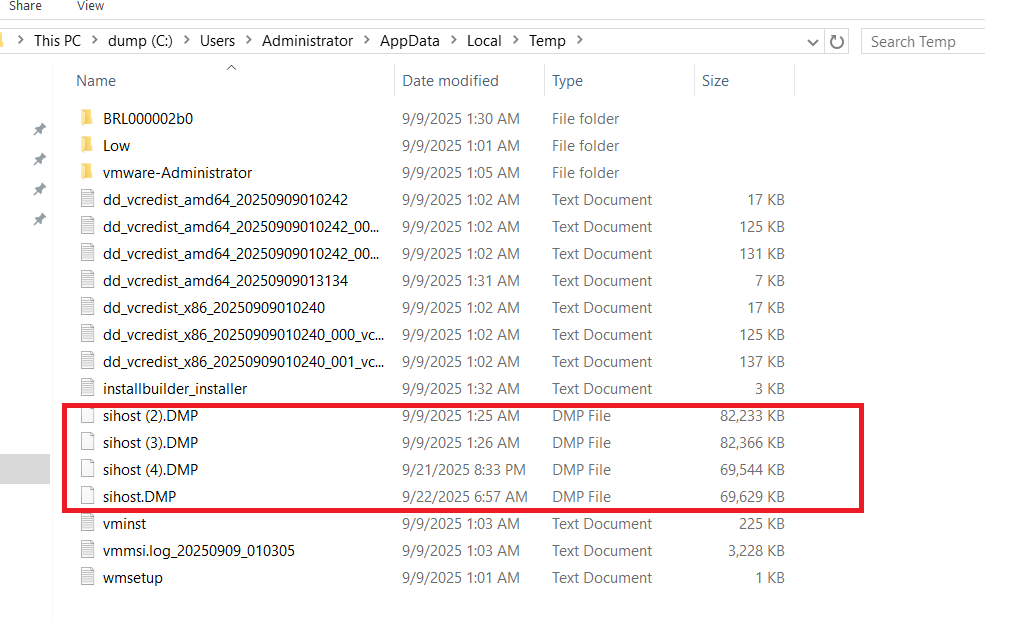 Share View
This PC > dump (C:) > Users > Administrator > AppData > Local > Temp > Search Temp
Name Date modified Type Size
BRL000002b0 9/9/2025 1:30 AM File folder
Low 9/9/2025 1:01 AM File folder
vmware-Administrator 9/9/2025 1:05 AM File folder
dd_vcredist_amd64_20250909010242 9/9/2025 1:02 AM Text Document 17 KB
dd_vcredist_amd64_20250909010242_00... 9/9/2025 1:02 AM Text Document 125 KB
dd_vcredist_amd64_20250909010242_00... 9/9/2025 1:02 AM Text Document 131 KB
dd_vcredist_amd64_20250909013134 9/9/2025 1:31 AM Text Document 7 KB
dd_vcredist_x86_20250909010240 9/9/2025 1:02 AM Text Document 17 KB
dd_vcredist_x86_20250909010240_000_vc... 9/9/2025 1:02 AM Text Document 125 KB
dd_vcredist_x86_20250909010240_001_vc... 9/9/2025 1:02 AM Text Document 137 KB
installbuilder_installer 9/9/2025 1:32 AM Text Document 3 KB
sihost (2).DMP 9/9/2025 1:25 AM DMP File 82,233 KB
sihost (3).DMP 9/9/2025 1:26 AM DMP File 82,366 KB
sihost (4).DMP 9/21/2025 8:33 PM DMP File 69,544 KB
sihost.DMP 9/22/2025 6:57 AM DMP File 69,629 KB
vminst 9/9/2025 1:03 AM Text Document 225 KB
vmmsi.log_20250909_010305 9/9/2025 1:03 AM Text Document 3,228 KB
wmsetup 9/9/2025 1:01 AM Text Document 1 KB